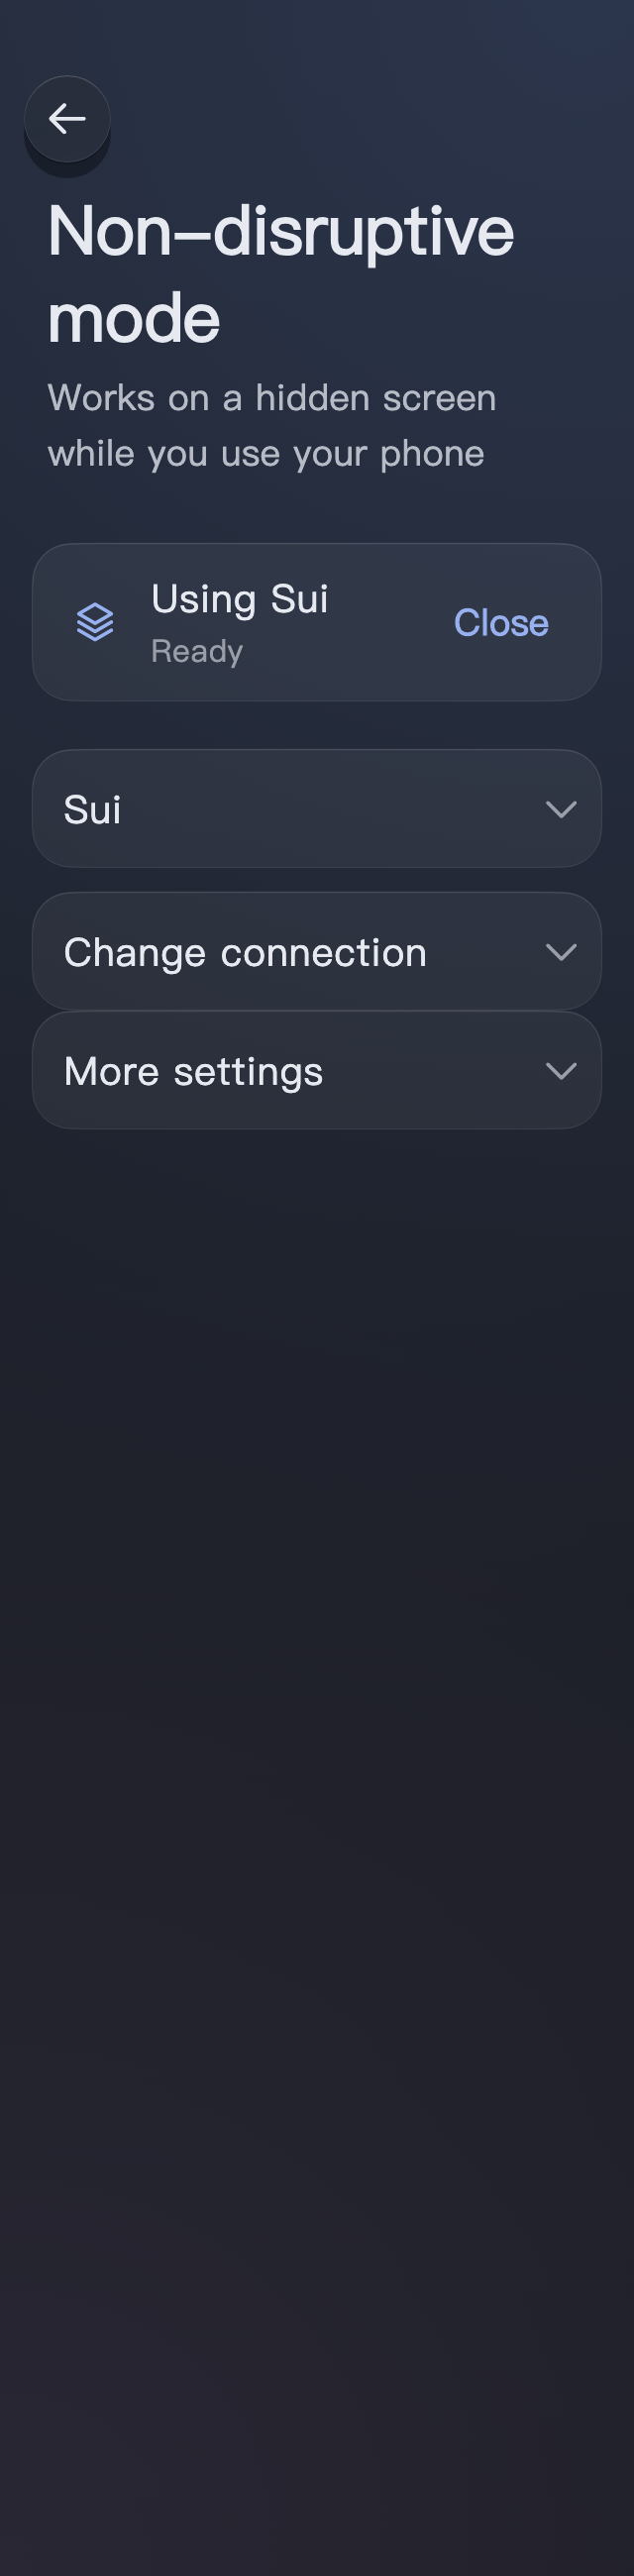 Non-disruptive
mode
Works on a hidden screen
while you use your phone
Using Sui
Ready
Close
Sui
Change connection
More settings